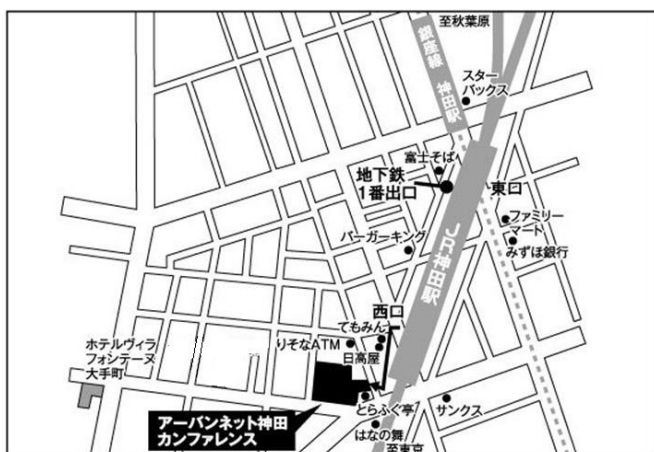 至秋葉原
銀座線 神田駅
スター
バックス
富士そば
地下鉄
1番出口
東口
ファミリー
マート
みずほ銀行
バーガーキング
JR神田駅
西口
てもみん
りそなATM
日高屋
ホテルヴィラ
フォンテーヌ
大手町
とらふぐ亭
サンクス
アーバンネット神田
カンファレンス
はなの舞
至東京